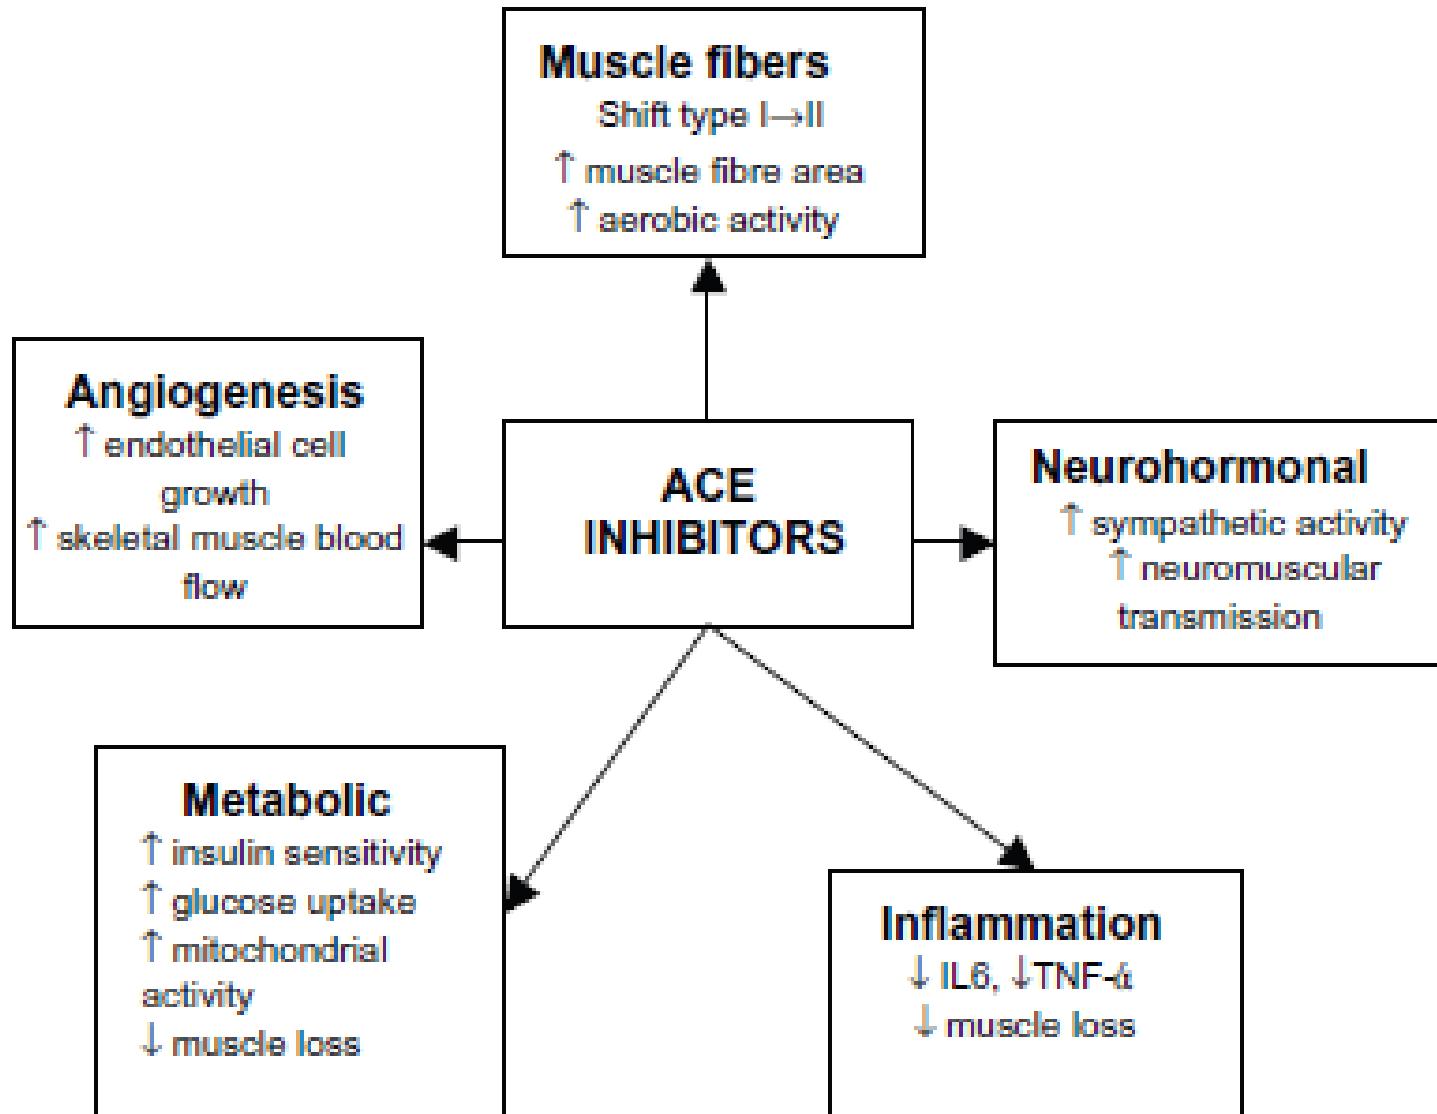 Muscle fibers
Shift type I→II
↑ muscle fibre area
↑ aerobic activity
Angiogenesis
↑ endothelial cell
growth
↑ skeletal muscle blood
flow
ACE
INHIBITORS
Neurohormonal
↑ sympathetic activity
↑ neuromuscular
transmission
Metabolic
↑ insulin sensitivity
↑ glucose uptake
↑ mitochondrial
activity
↓ muscle loss
Inflammation
↓ IL6, ↓TNF-ά
↓ muscle loss